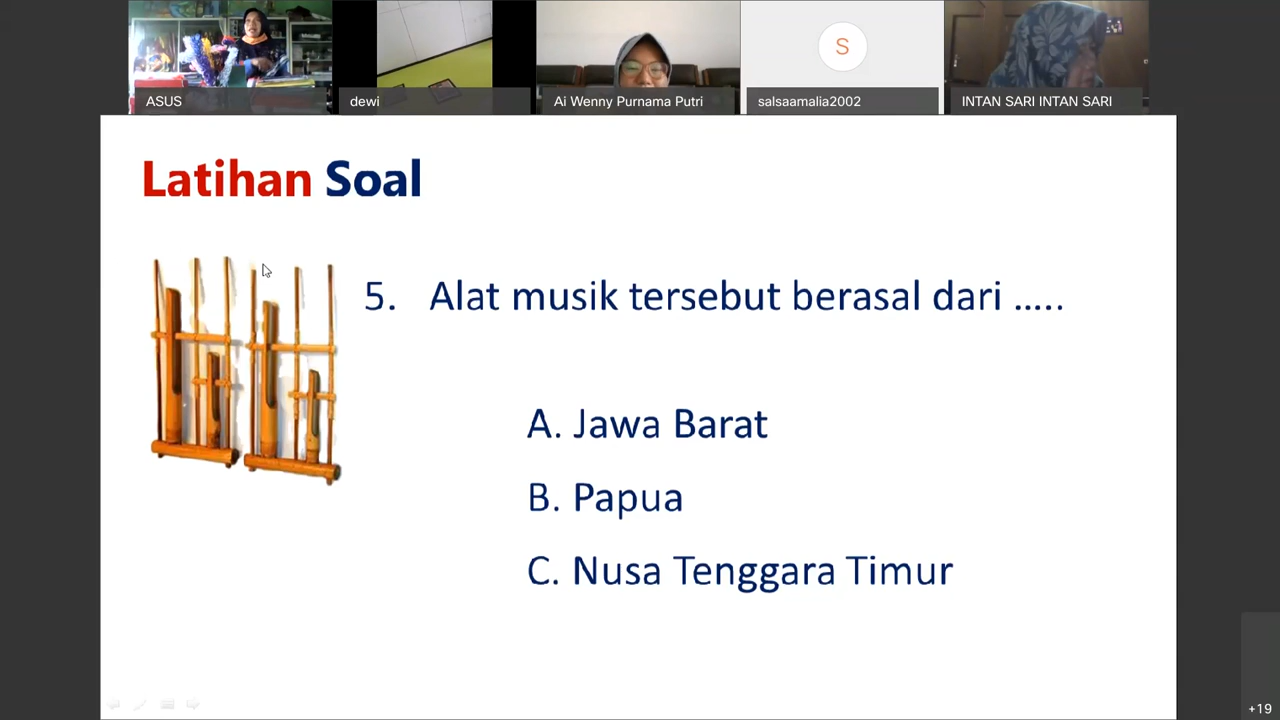 ASUS
dewi
Ai Wenny Purnama Putri
S
salsaamalia2002
INTAN SARI INTAN SARI
Latihan Soal
5. Alat musik tersebut berasal dari .....
A. Jawa Barat
B. Papua
C. Nusa Tenggara Timur
+19